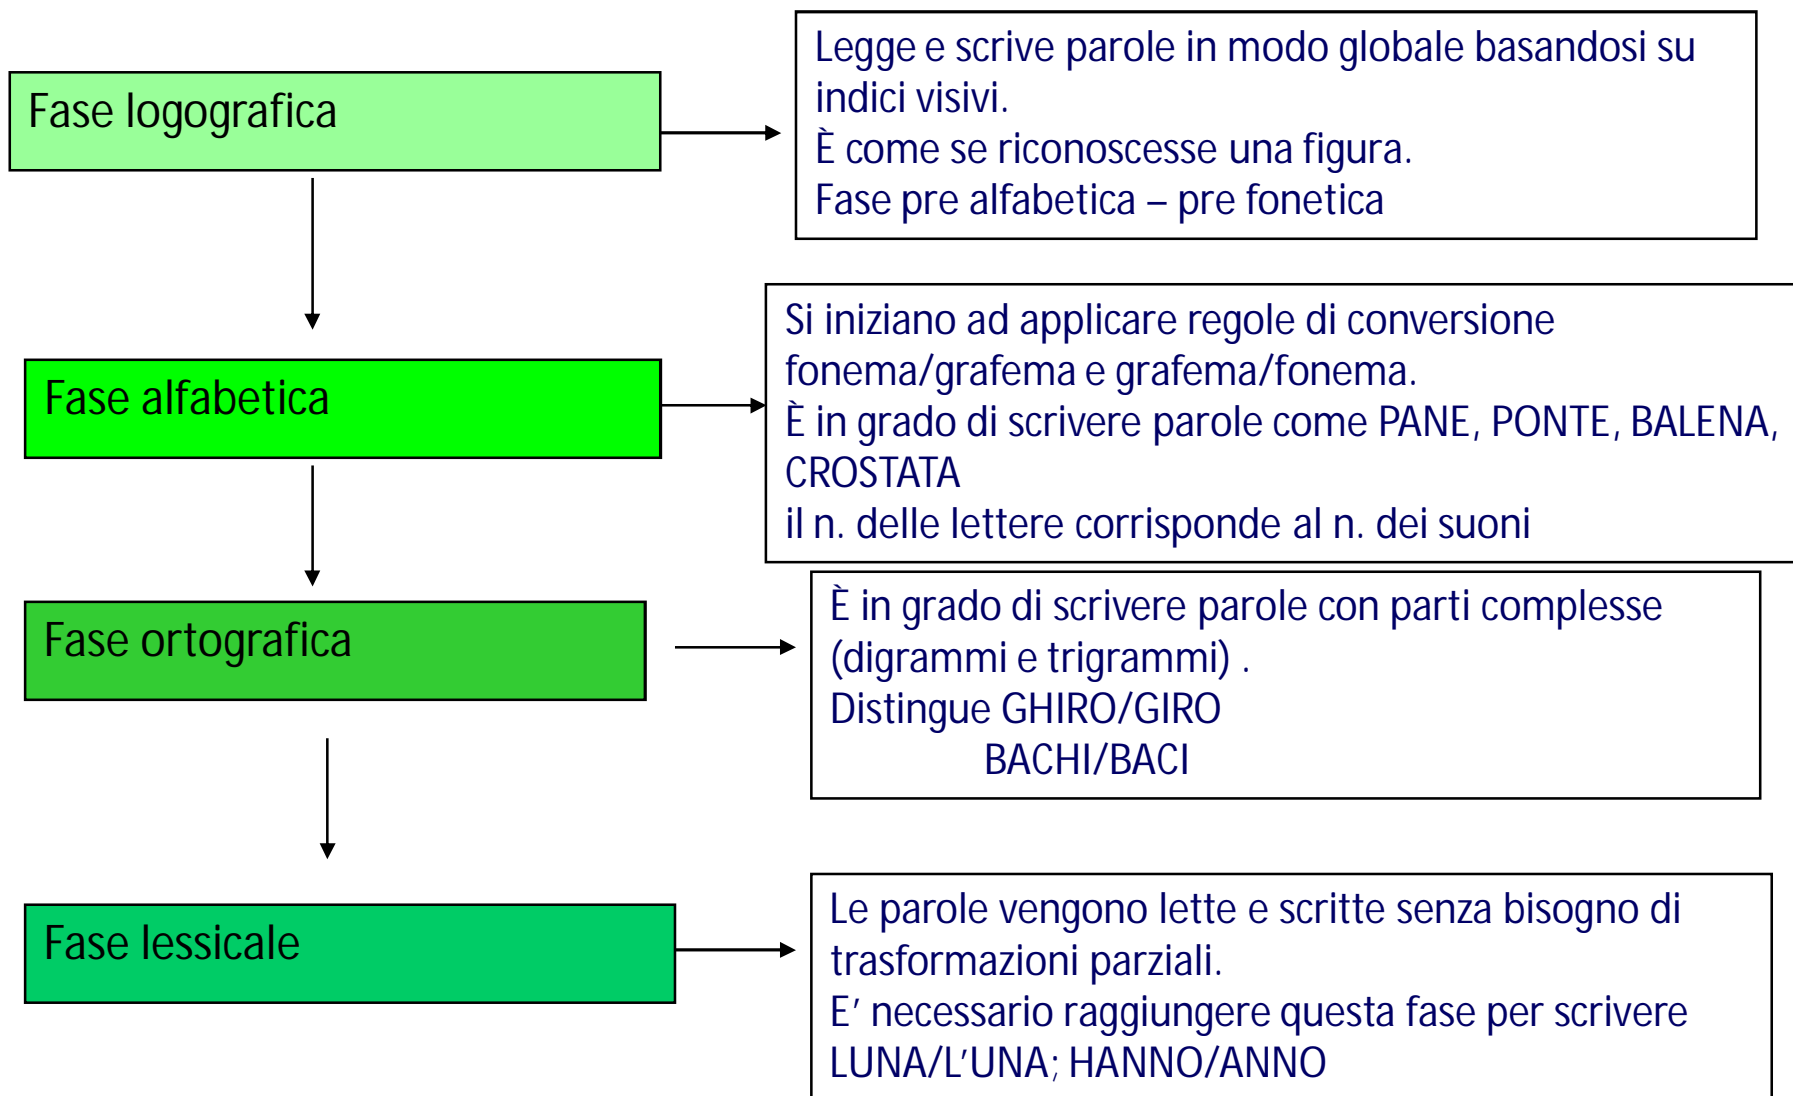 Fase logografica
Legge e scrive parole in modo globale basandosi su
indici visivi.
È come se riconoscesse una figura.
Fase pre alfabetica – pre fonetica
Fase alfabetica
Si iniziano ad applicare regole di conversione
fonema/grafema e grafema/fonema.
È in grado di scrivere parole come PANE, PONTE, BALENA,
CROSTATA
il n. delle lettere corrisponde al n. dei suoni
Fase ortografica
È in grado di scrivere parole con parti complesse
(digrammi e trigrammi) .
Distingue GHIRO/GIRO
BACHI/BACI
Fase lessicale
Le parole vengono lette e scritte senza bisogno di
trasformazioni parziali.
E’ necessario raggiungere questa fase per scrivere
LUNA/L’UNA; HANNO/ANNO